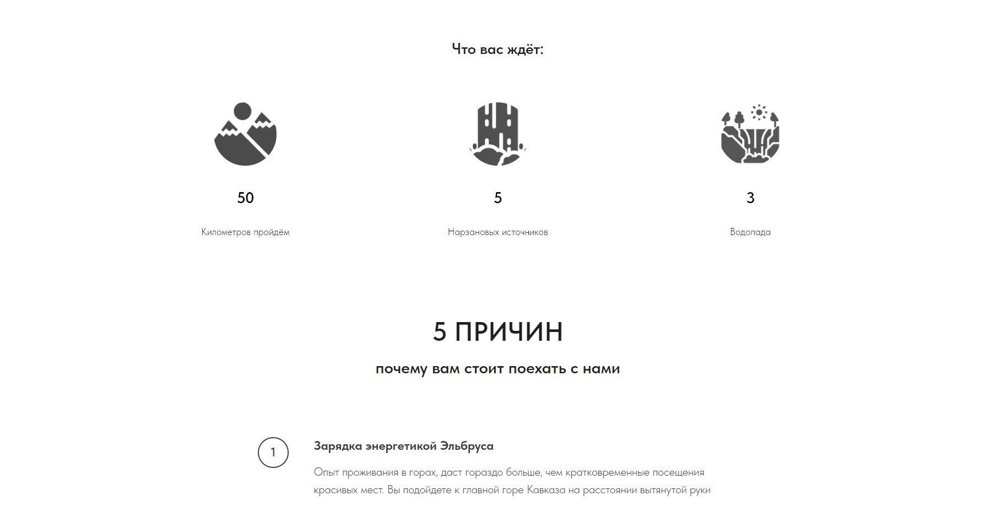 Что вас ждёт:
50
5
3
Километров пройдём
Нарзановых источников
Водопада
5 ПРИЧИН
почему вам стоит поехать с нами
1
Зарядка энергетикой Эльбруса
Опыт проживания в горах, даст гораздо больше, чем кратковременные посещения
красивых мест. Вы подойдете к главной горе Кавказа на расстоянии вытянутой руки